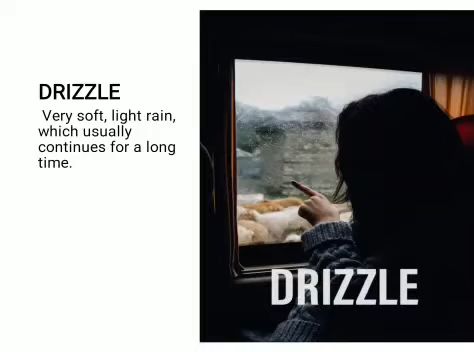 DRIZZLE
Very soft, light rain,
which usually
continues for a long
time.
DRIZZLE